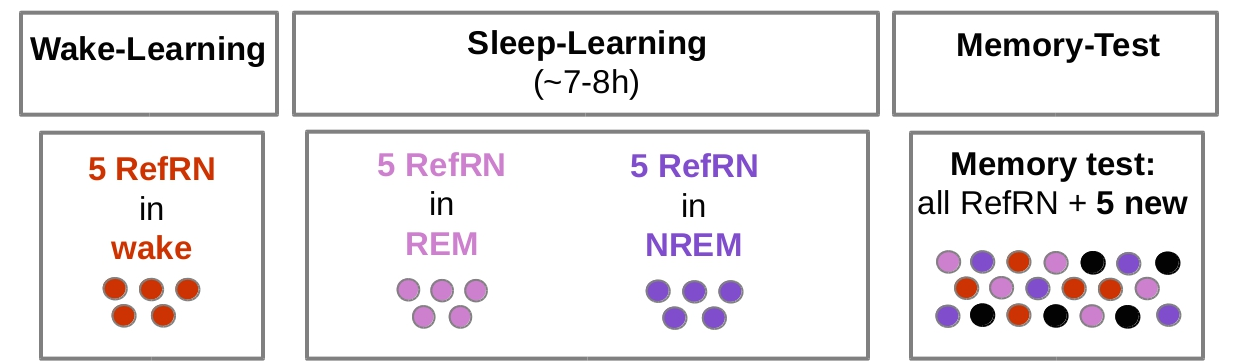 Wake-Learning
Sleep-Learning
(~7-8h)
Memory-Test
5 RefRN
in
wake
5 RefRN
in
REM
5 RefRN
in
NREM
Memory test:
all RefRN + 5 new